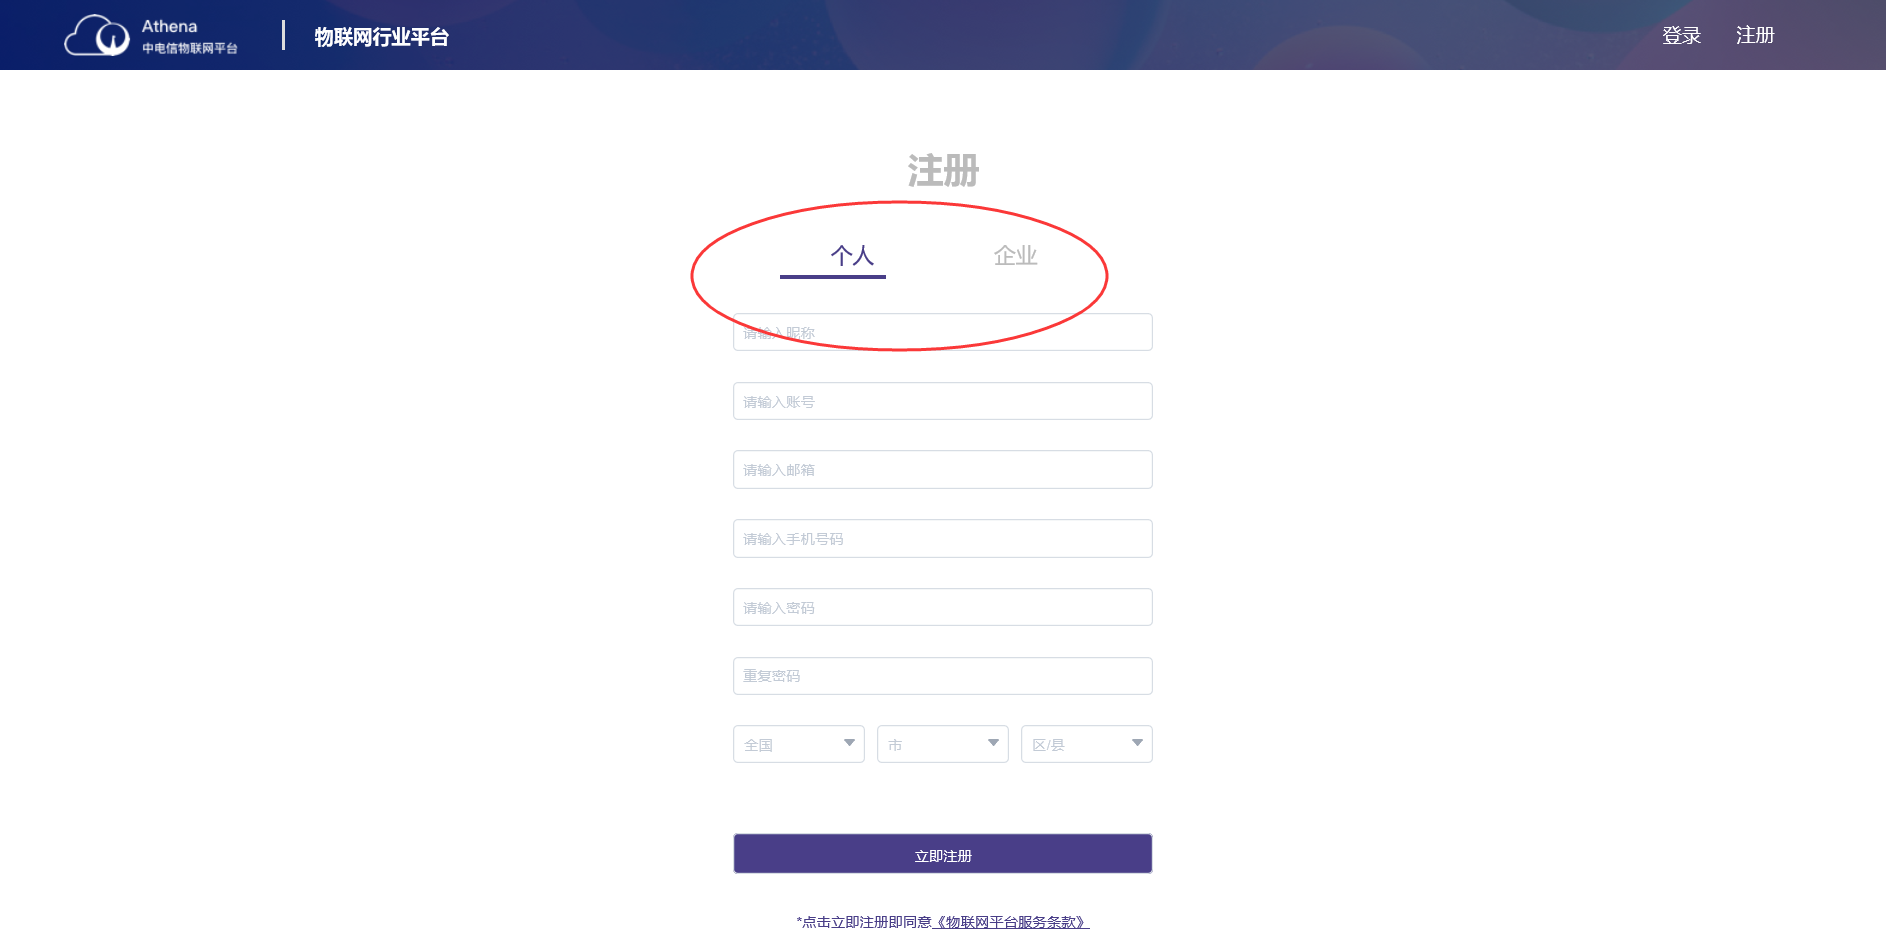 Athena
中电信物联网平台
物联网行业平台
登录 注册
注册
个人 企业
请输入昵称
请输入账号
请输入邮箱
请输入手机号码
请输入密码
重复密码
全国 市 区/县
立即注册
*点击立即注册即同意《物联网平台服务条款》